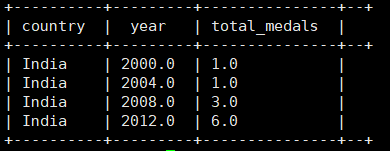 +----------+---------+---------------+--+
| country | year | total_medals |
+----------+---------+---------------+--+
| India | 2000.0 | 1.0 |
| India | 2004.0 | 1.0 |
| India | 2008.0 | 3.0 |
| India | 2012.0 | 6.0 |
+----------+---------+---------------+--+